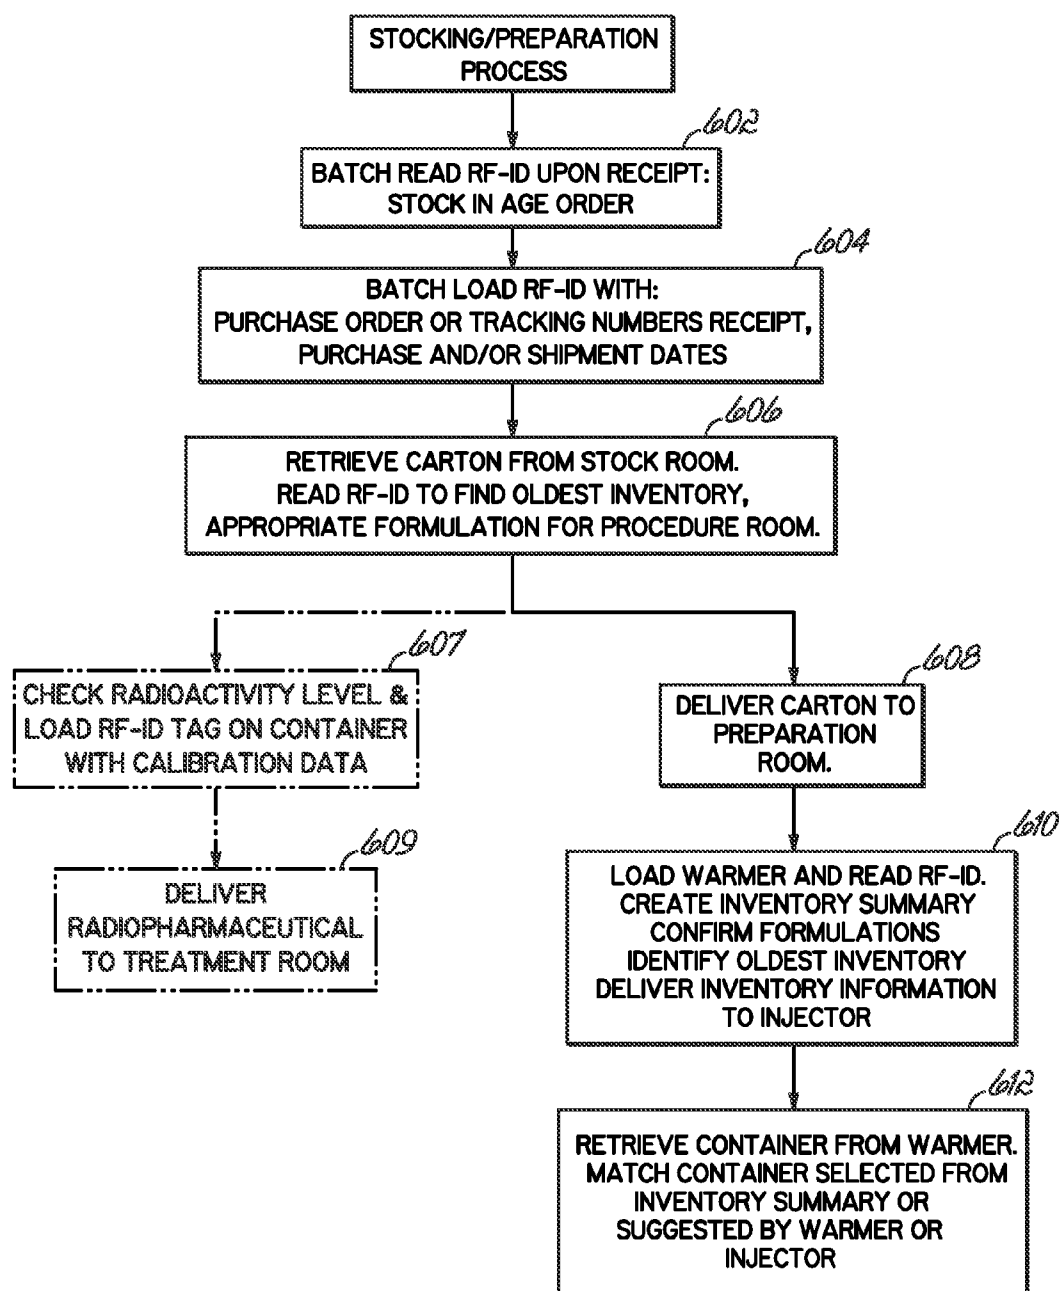 STOCKING/PREPARATION
PROCESS
602
BATCH READ RF-ID UPON RECEIPT:
STOCK IN AGE ORDER
604
BATCH LOAD RF-ID WITH:
PURCHASE ORDER OR TRACKING NUMBERS RECEIPT,
PURCHASE AND/OR SHIPMENT DATES
606
RETRIEVE CARTON FROM STOCK ROOM.
READ RF-ID TO FIND OLDEST INVENTORY,
APPROPRIATE FORMULATION FOR PROCEDURE ROOM.
607
CHECK RADIOACTIVITY LEVEL &
LOAD RF-ID TAG ON CONTAINER
WITH CALIBRATION DATA
609
DELIVER
RADIOPHARMACEUTICAL
TO TREATMENT ROOM
608
DELIVER CARTON TO
PREPARATION
ROOM.
610
LOAD WARMER AND READ RF-ID.
CREATE INVENTORY SUMMARY
CONFIRM FORMULATIONS
IDENTIFY OLDEST INVENTORY
DELIVER INVENTORY INFORMATION
TO INJECTOR
612
RETRIEVE CONTAINER FROM WARMER.
MATCH CONTAINER SELECTED FROM
INVENTORY SUMMARY OR
SUGGESTED BY WARMER OR
INJECTOR